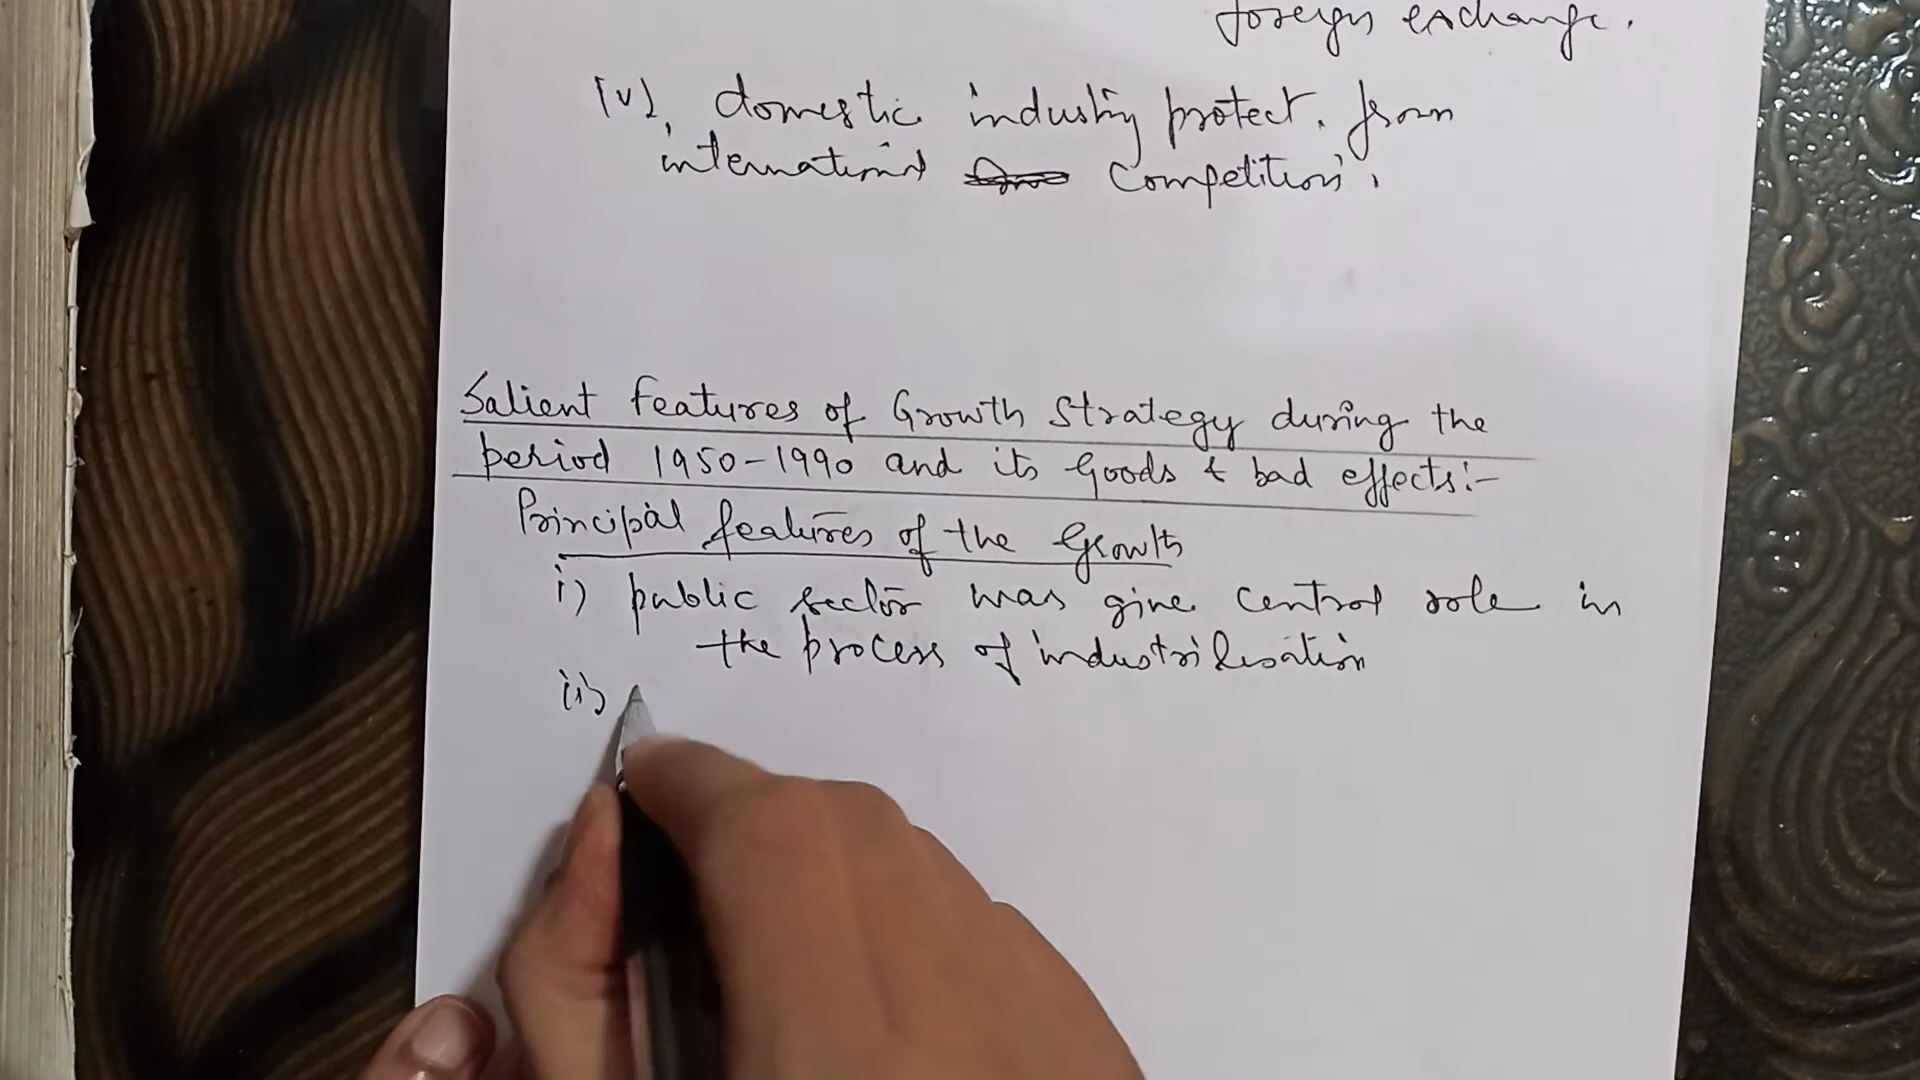 foreign exchange.
(v), domestic industry protect. from
international competition.
Salient features of Growth Strategy during the
period 1950-1990 and its Goods & bad effects:-
Principal features of the Growth
i) public sector was give central role in
the process of industrilisation
ii)